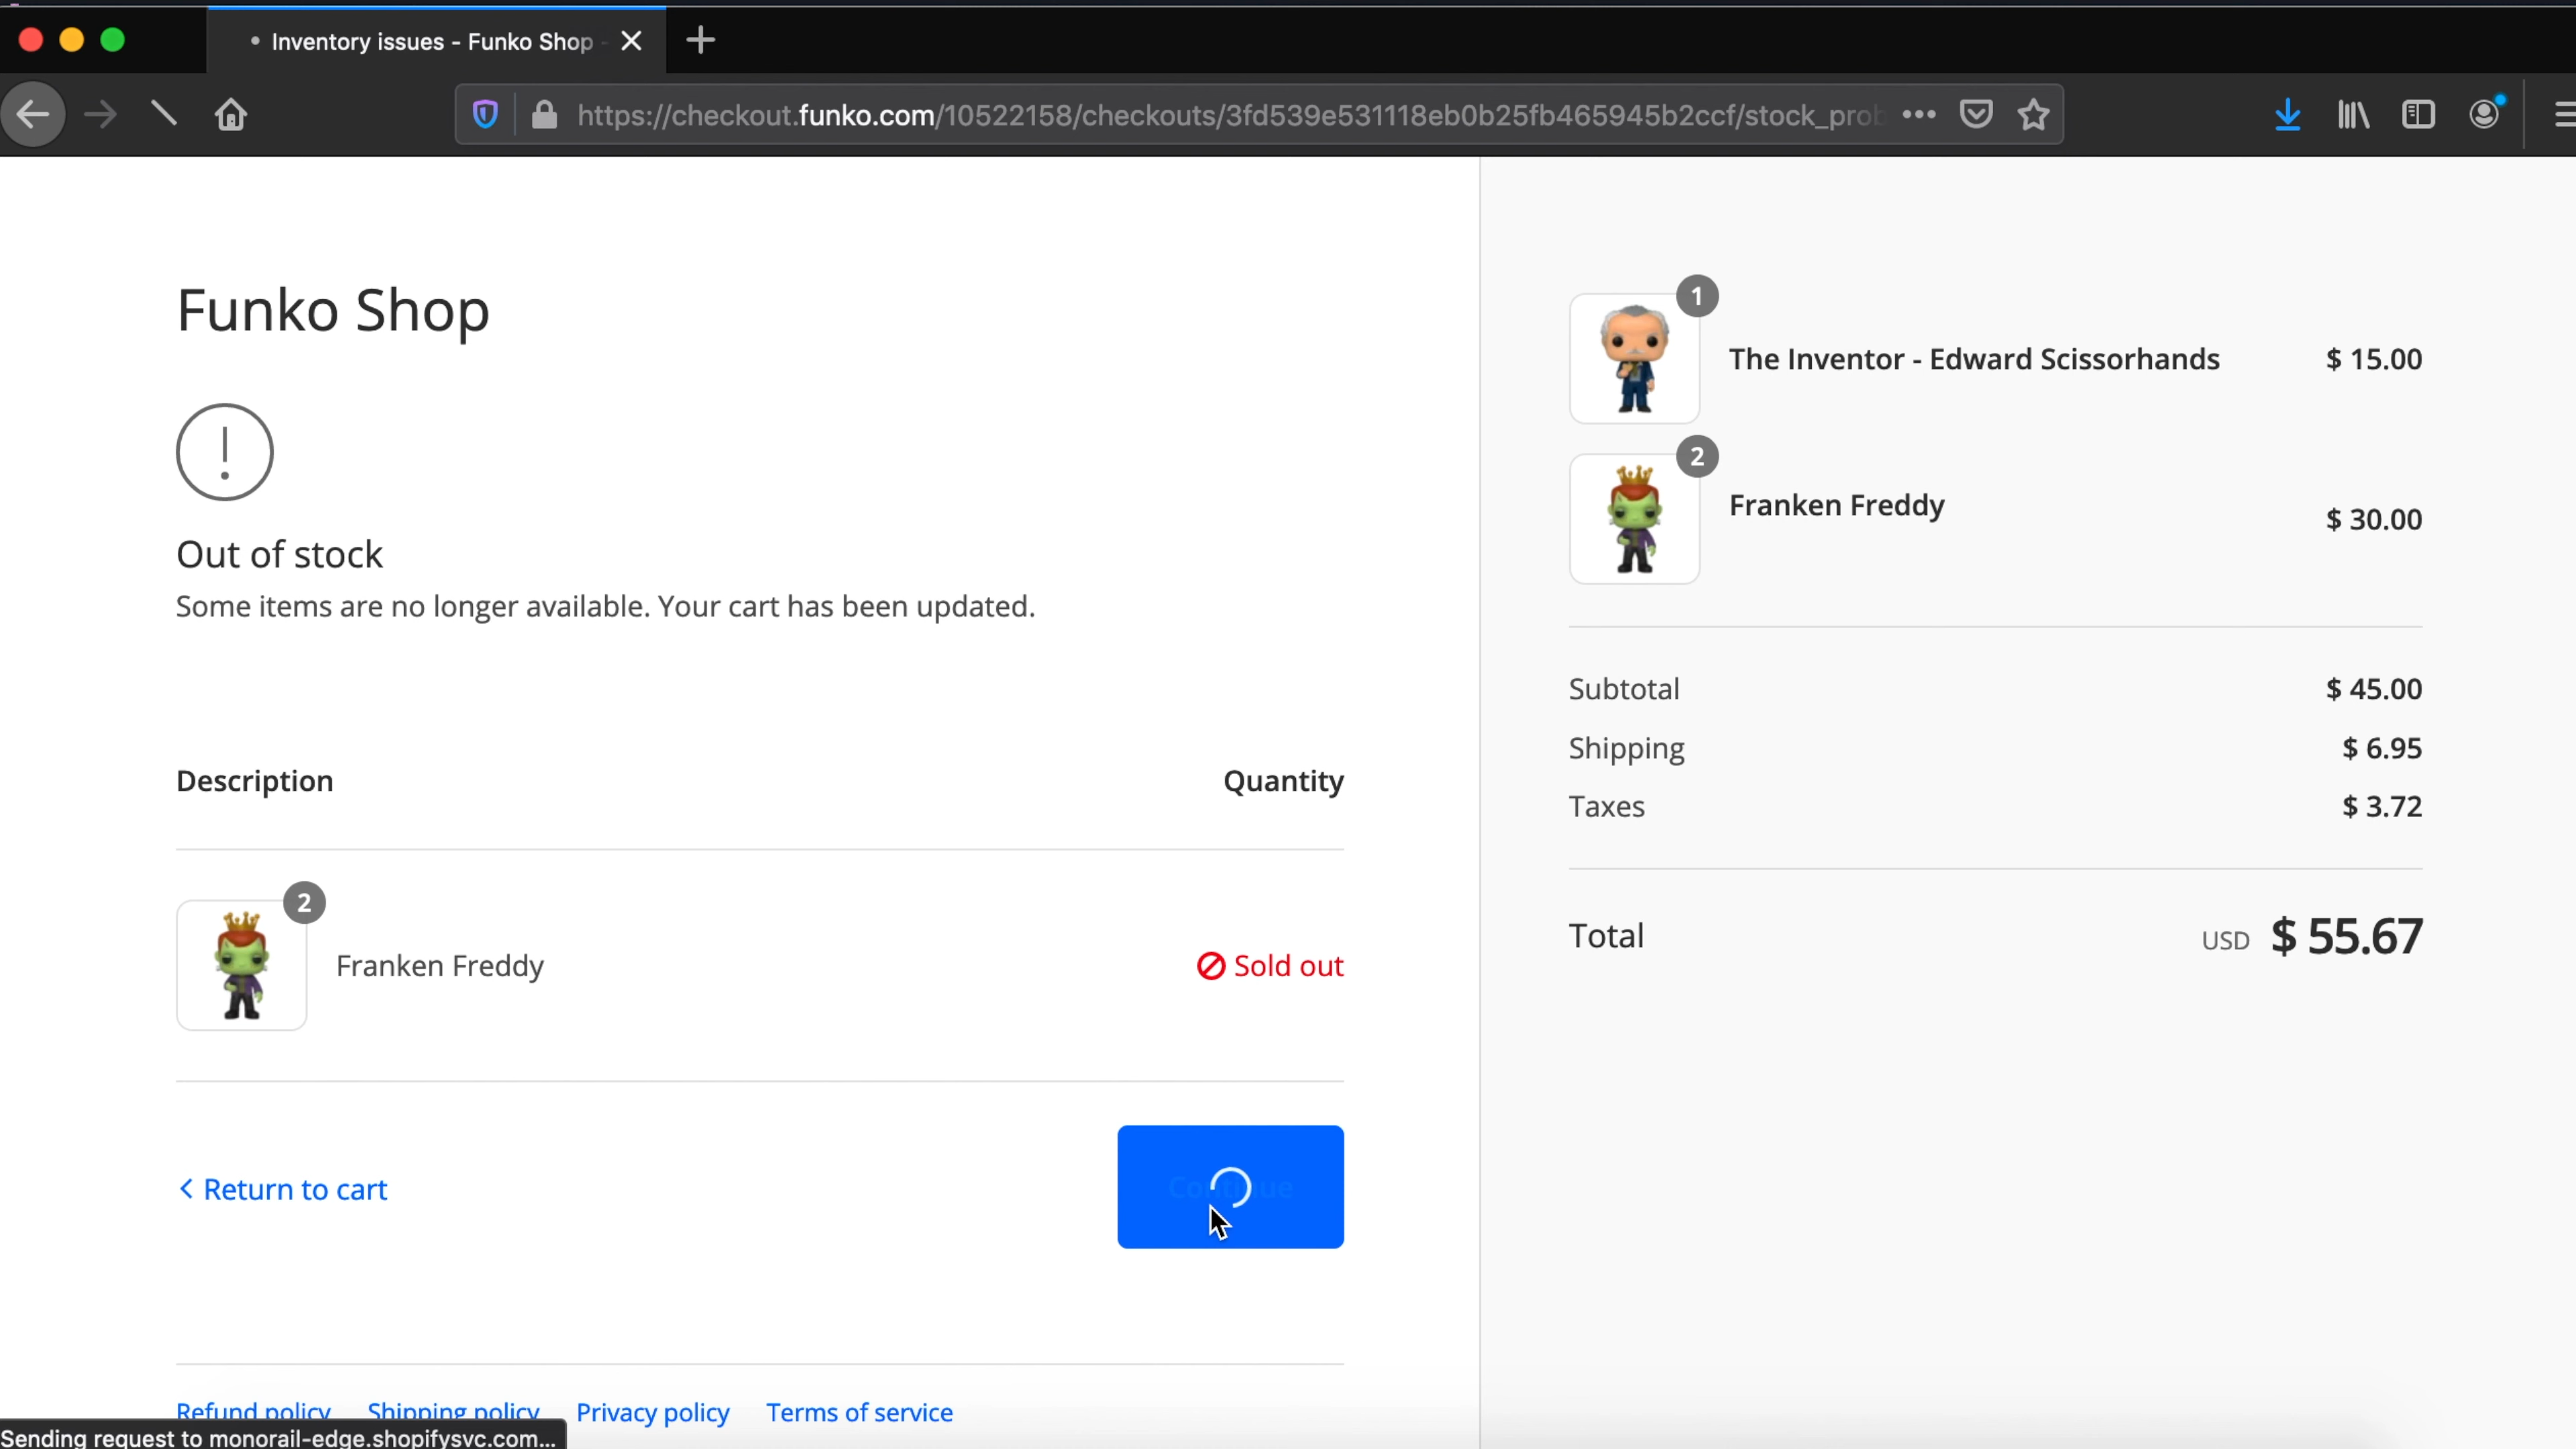 Inventory issues - Funko Shop -
https://checkout.funko.com/10522158/checkouts/3fd539e531118eb0b25fb465945b2ccf/stock_prob
Funko Shop
Out of stock
Some items are no longer available. Your cart has been updated.
Description Quantity
2
Franken Freddy Sold out
Return to cart
Continue
Refund policy Shipping policy Privacy policy Terms of service
Sending request to monorail-edge.shopifysvc.com...
1
The Inventor - Edward Scissorhands $ 15.00
2
Franken Freddy $ 30.00
Subtotal $ 45.00
Shipping $ 6.95
Taxes $ 3.72
Total USD $ 55.67